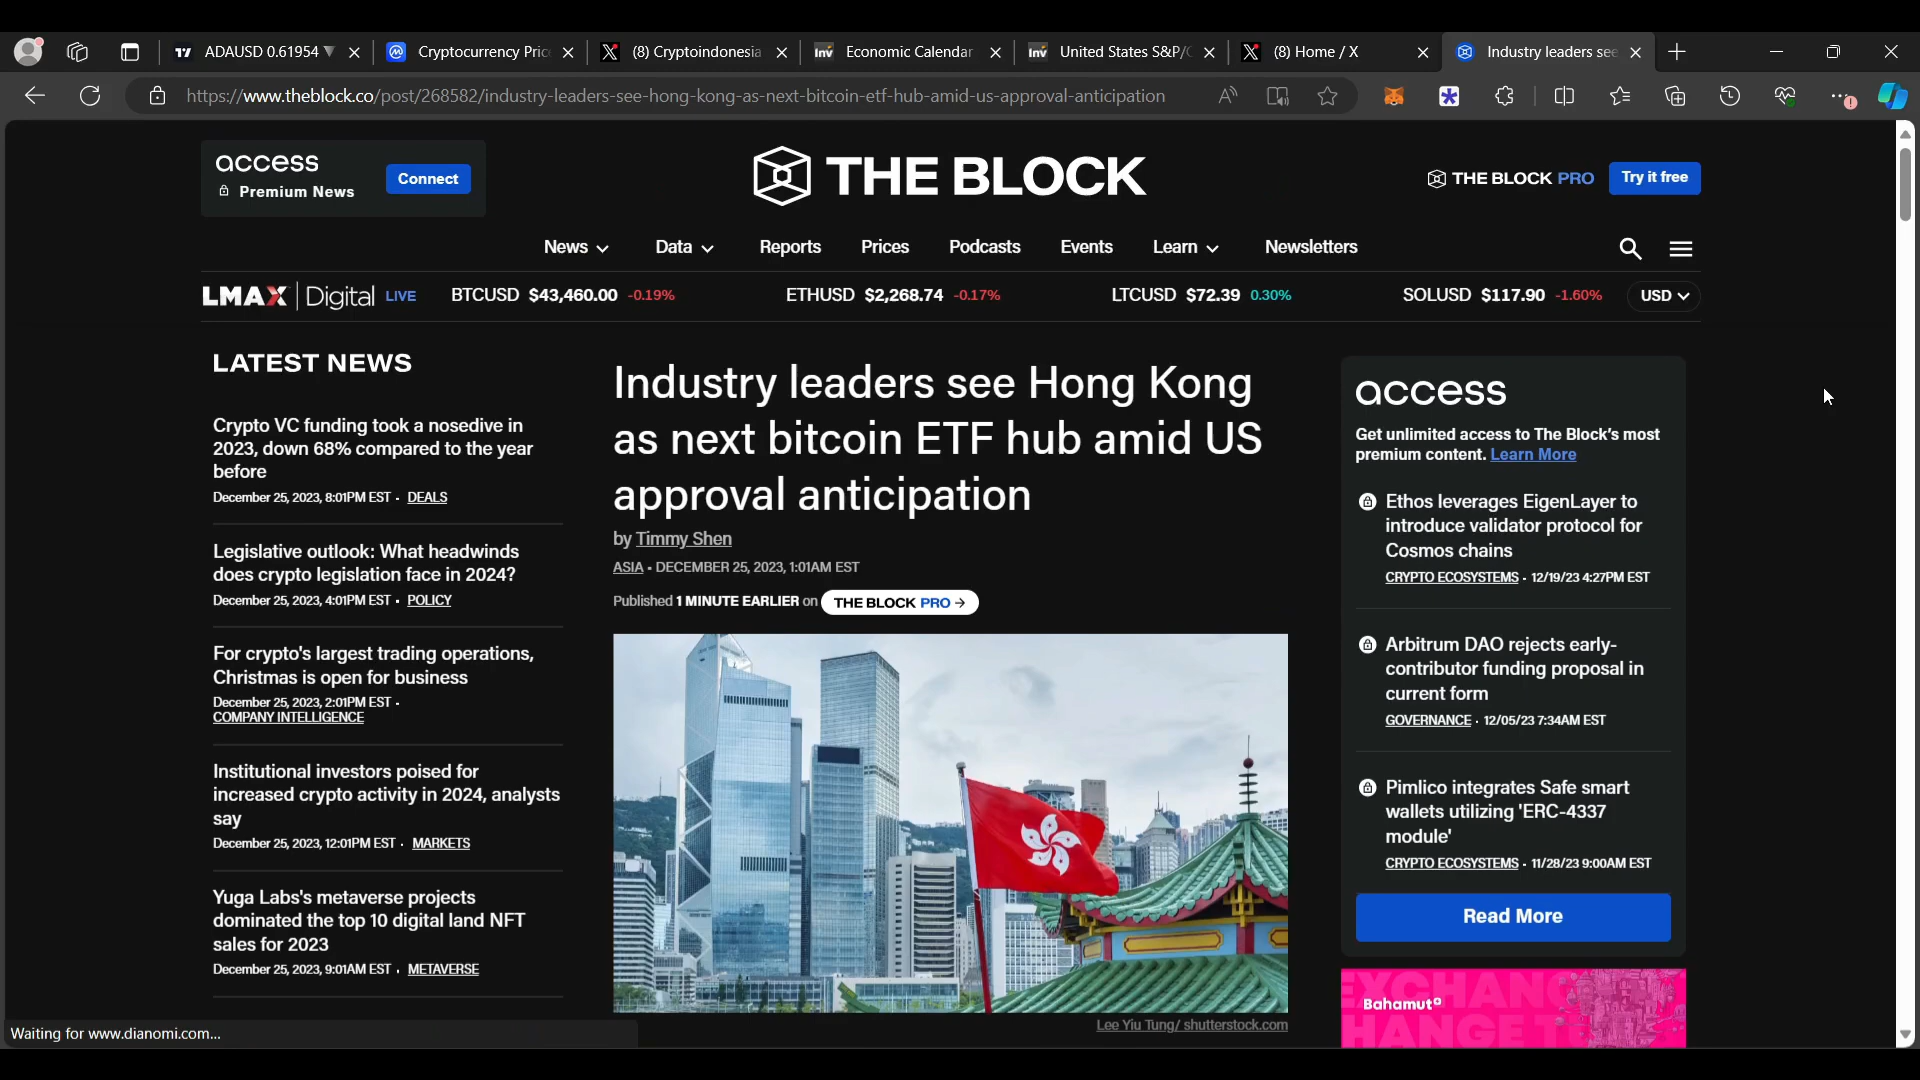 ADAUSD 0.61954
Cryptocurrency Pric
(8) Cryptoindonesia
Economic Calendar
United States S&P/C
(8) Home / X
Industry leaders see
https://www.theblock.co/post/268582/industry-leaders-see-hong-kong-as-next-bitcoin-etf-hub-amid-us-approval-anticipation
access
Premium News
Connect
THE BLOCK
THE BLOCK PRO
Try it free
News
Data
Reports
Prices
Podcasts
Events
Learn
Newsletters
LMAX Digital LIVE
BTCUSD $43,460.00 -0.19%
ETHUSD $2,268.74 -0.17%
LTCUSD $72.39 0.30%
SOLUSD $117.90 -1.60%
USD
LATEST NEWS
Crypto VC funding took a nosedive in
2023, down 68% compared to the year
before
December 25, 2023, 8:01PM EST • DEALS
Legislative outlook: What headwinds
does crypto legislation face in 2024?
December 25, 2023, 4:01PM EST • POLICY
For crypto's largest trading operations,
Christmas is open for business
December 25, 2023, 2:01PM EST •
COMPANY INTELLIGENCE
Institutional investors poised for
increased crypto activity in 2024, analysts
say
December 25, 2023, 12:01PM EST • MARKETS
Yuga Labs's metaverse projects
dominated the top 10 digital land NFT
sales for 2023
December 25, 2023, 9:01AM EST • METAVERSE
Industry leaders see Hong Kong
as next bitcoin ETF hub amid US
approval anticipation
by Timmy Shen
ASIA • DECEMBER 25, 2023, 1:01AM EST
Published 1 MINUTE EARLIER on THE BLOCK PRO →
Lee Yiu Tung/ shutterstock.com
access
Get unlimited access to The Block's most
premium content. Learn More
Ethos leverages EigenLayer to
introduce validator protocol for
Cosmos chains
CRYPTO ECOSYSTEMS • 12/19/23 4:27PM EST
Arbitrum DAO rejects early-
contributor funding proposal in
current form
GOVERNANCE • 12/05/23 7:34AM EST
Pimlico integrates Safe smart
wallets utilizing 'ERC-4337
module'
CRYPTO ECOSYSTEMS • 11/28/23 9:00AM EST
Read More
Bahamut
Waiting for www.dianomi.com...